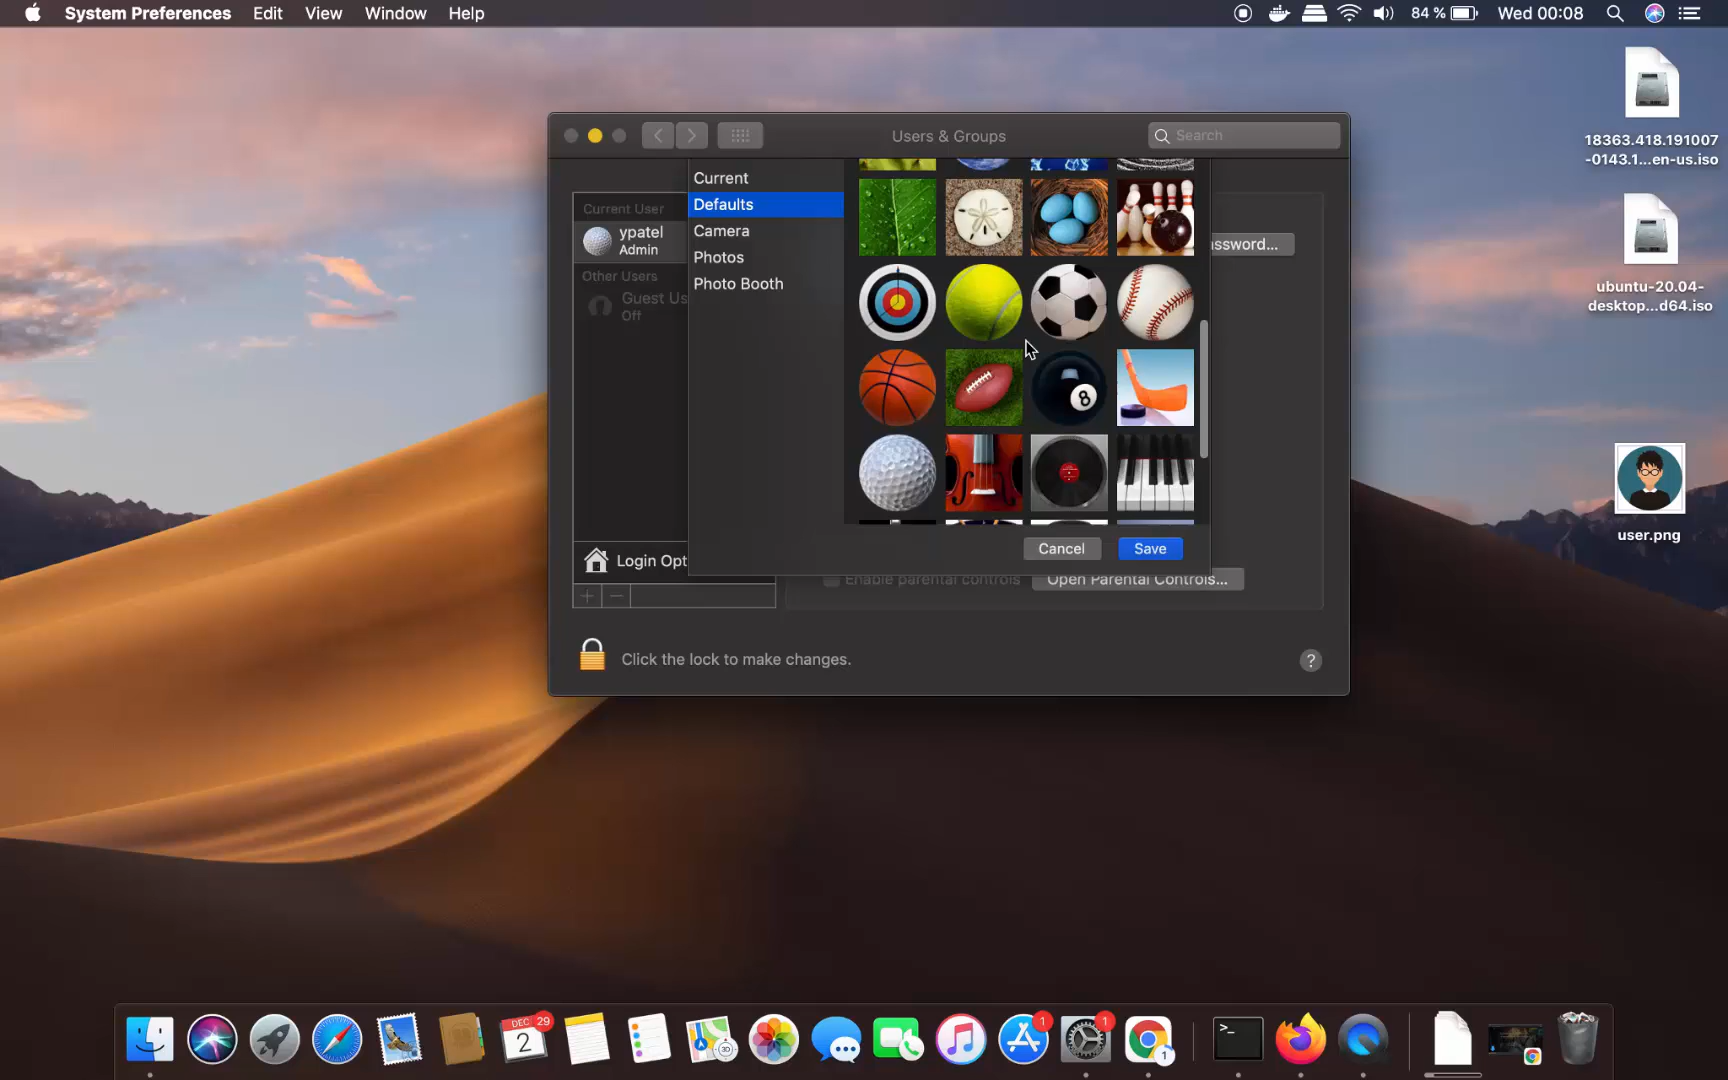 System Preferences Edit View Window Help
84 % Wed 00:08
Users & Groups
Search
Current User
ypatel
Admin
Other Users
Guest Us
Off
Login Opt
Current
Defaults
Camera
Photos
Photo Booth
assword...
8
Cancel
Save
Enable parental controls
Open Parental Controls...
Click the lock to make changes.
?
18363.418.191007
-0143.1...en-us.iso
ubuntu-20.04-
desktop...d64.iso
user.png
DEC
29
2
3D
1
1
1
>_